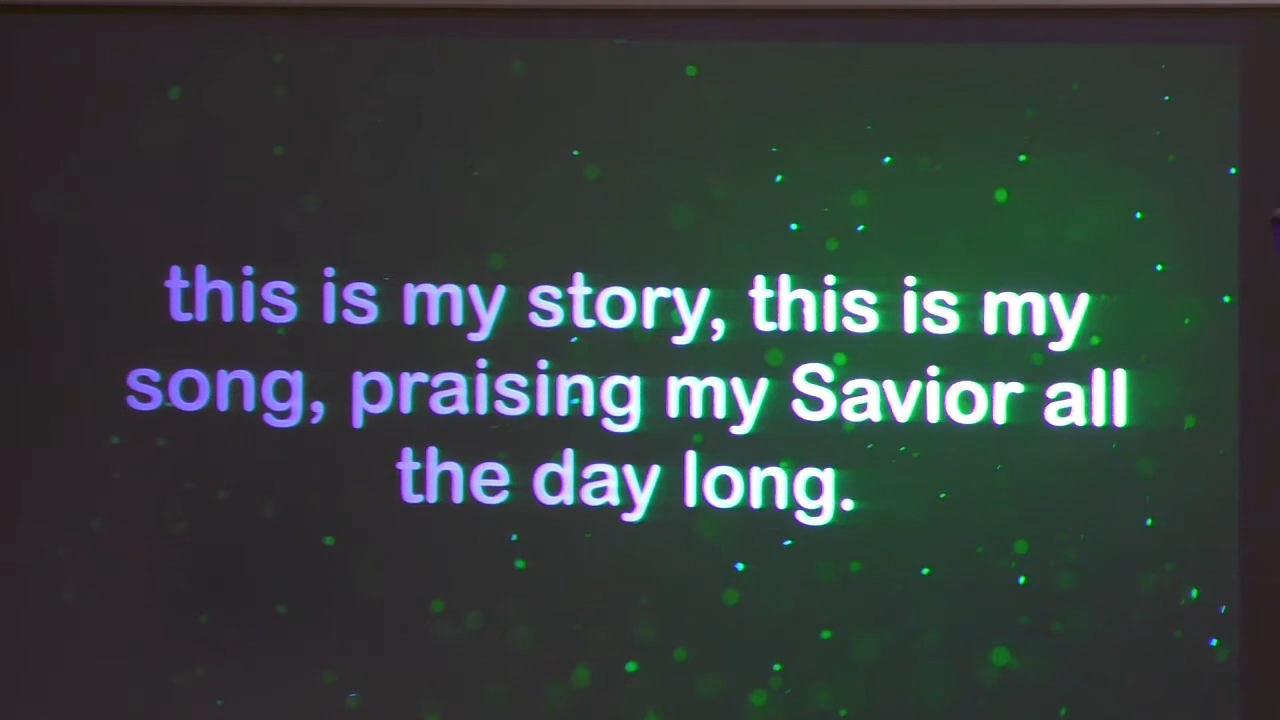 this is my story, this is my
song, praising my Savior all
the day long.